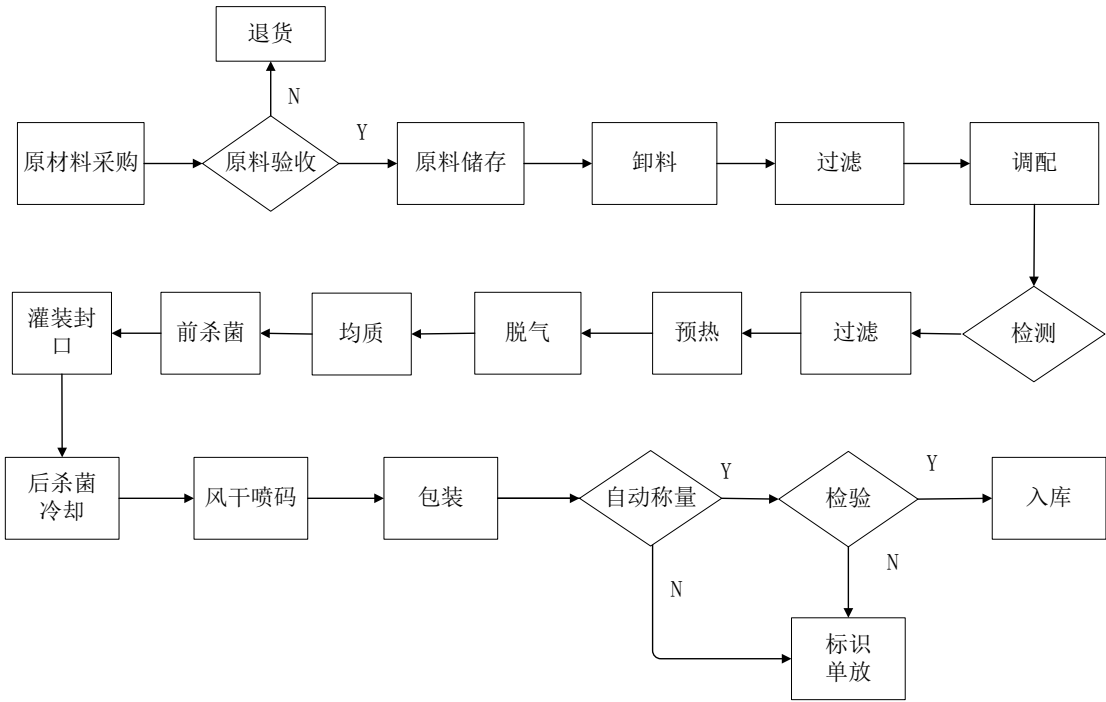 退货
N
原材料采购
原料验收
Y
原料储存
卸料
过滤
调配
灌装封
口
前杀菌
均质
脱气
预热
过滤
检测
后杀菌
冷却
风干喷码
包装
自动称量
Y
检验
Y
入库
N
N
标识
单放